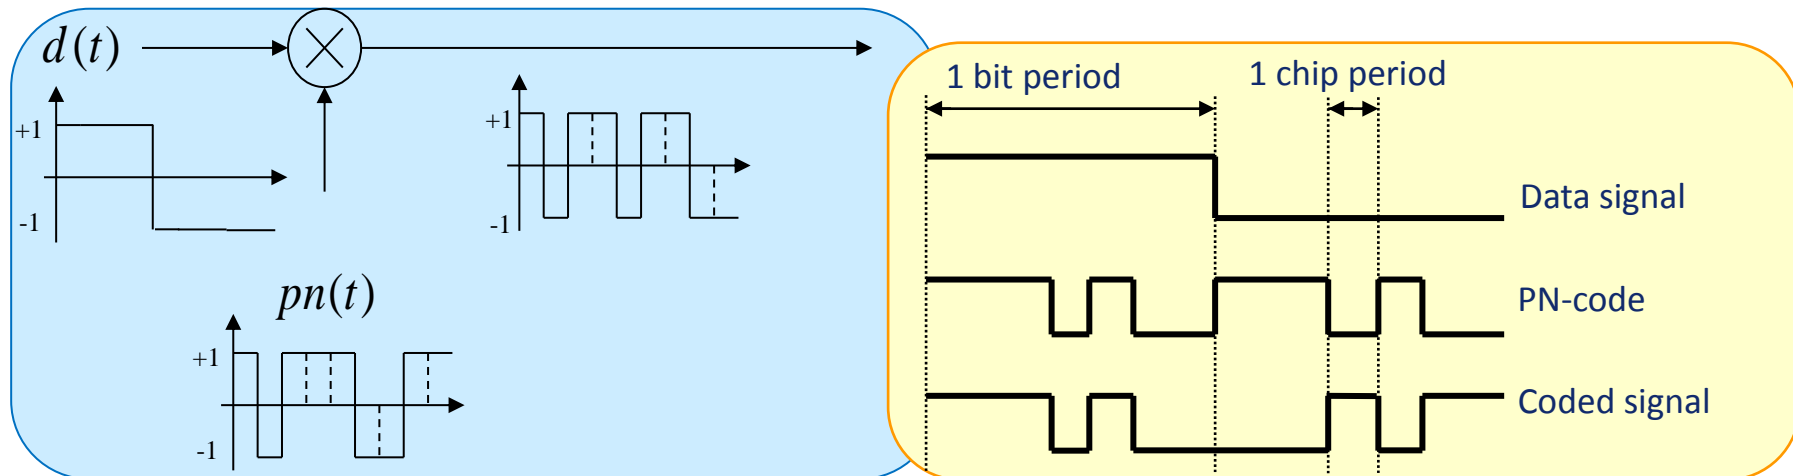 d(t)
+1
-1
+1
-1
pn(t)
+1
-1
1 bit period
1 chip period
Data signal
PN-code
Coded signal